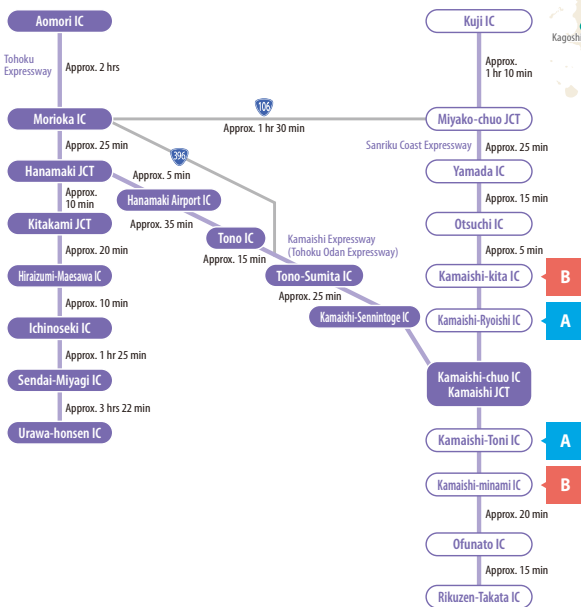 Aomori IC
Tohoku
Expressway
Approx. 2 hrs
Morioka IC
Approx. 25 min
Hanamaki JCT
Approx.
10 min
Kitakami JCT
Approx. 20 min
Hiraizumi-Maesawa IC
Approx. 10 min
Ichinoseki IC
Approx. 1 hr 25 min
Sendai-Miyagi IC
Approx. 3 hrs 22 min
Urawa-honsen IC
106
Approx. 1 hr 30 min
396
Approx. 5 min
Hanamaki Airport IC
Approx. 35 min
Tono IC
Approx. 15 min
Kamaishi Expressway
(Tohoku Odan Expressway)
Tono-Sumita IC
Approx. 25 min
Kamaishi-Sennintoge IC
Kuji IC
Approx.
1 hr 10 min
Miyako-chuo JCT
Sanriku Coast Expressway
Approx. 25 min
Yamada IC
Approx. 15 min
Otsuchi IC
Approx. 5 min
Kamaishi-kita IC
B
Kamaishi-Ryoishi IC
A
Kamaishi-chuo IC
Kamaishi JCT
Kamaishi-Toni IC
A
Kamaishi-minami IC
B
Approx. 20 min
Ofunato IC
Approx. 15 min
Rikuzen-Takata IC